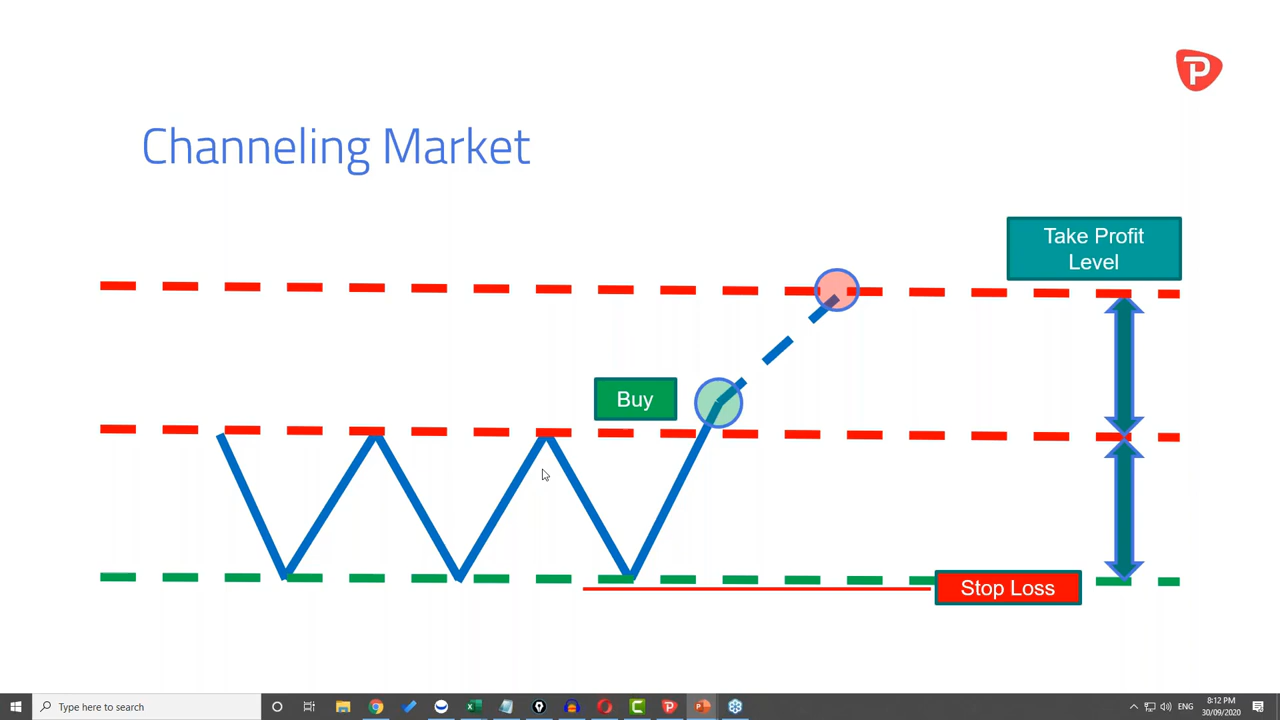 P
Channeling Market
Take Profit
Level
Buy
Stop Loss
Type here to search
ENG
8:12 PM
30/09/2020